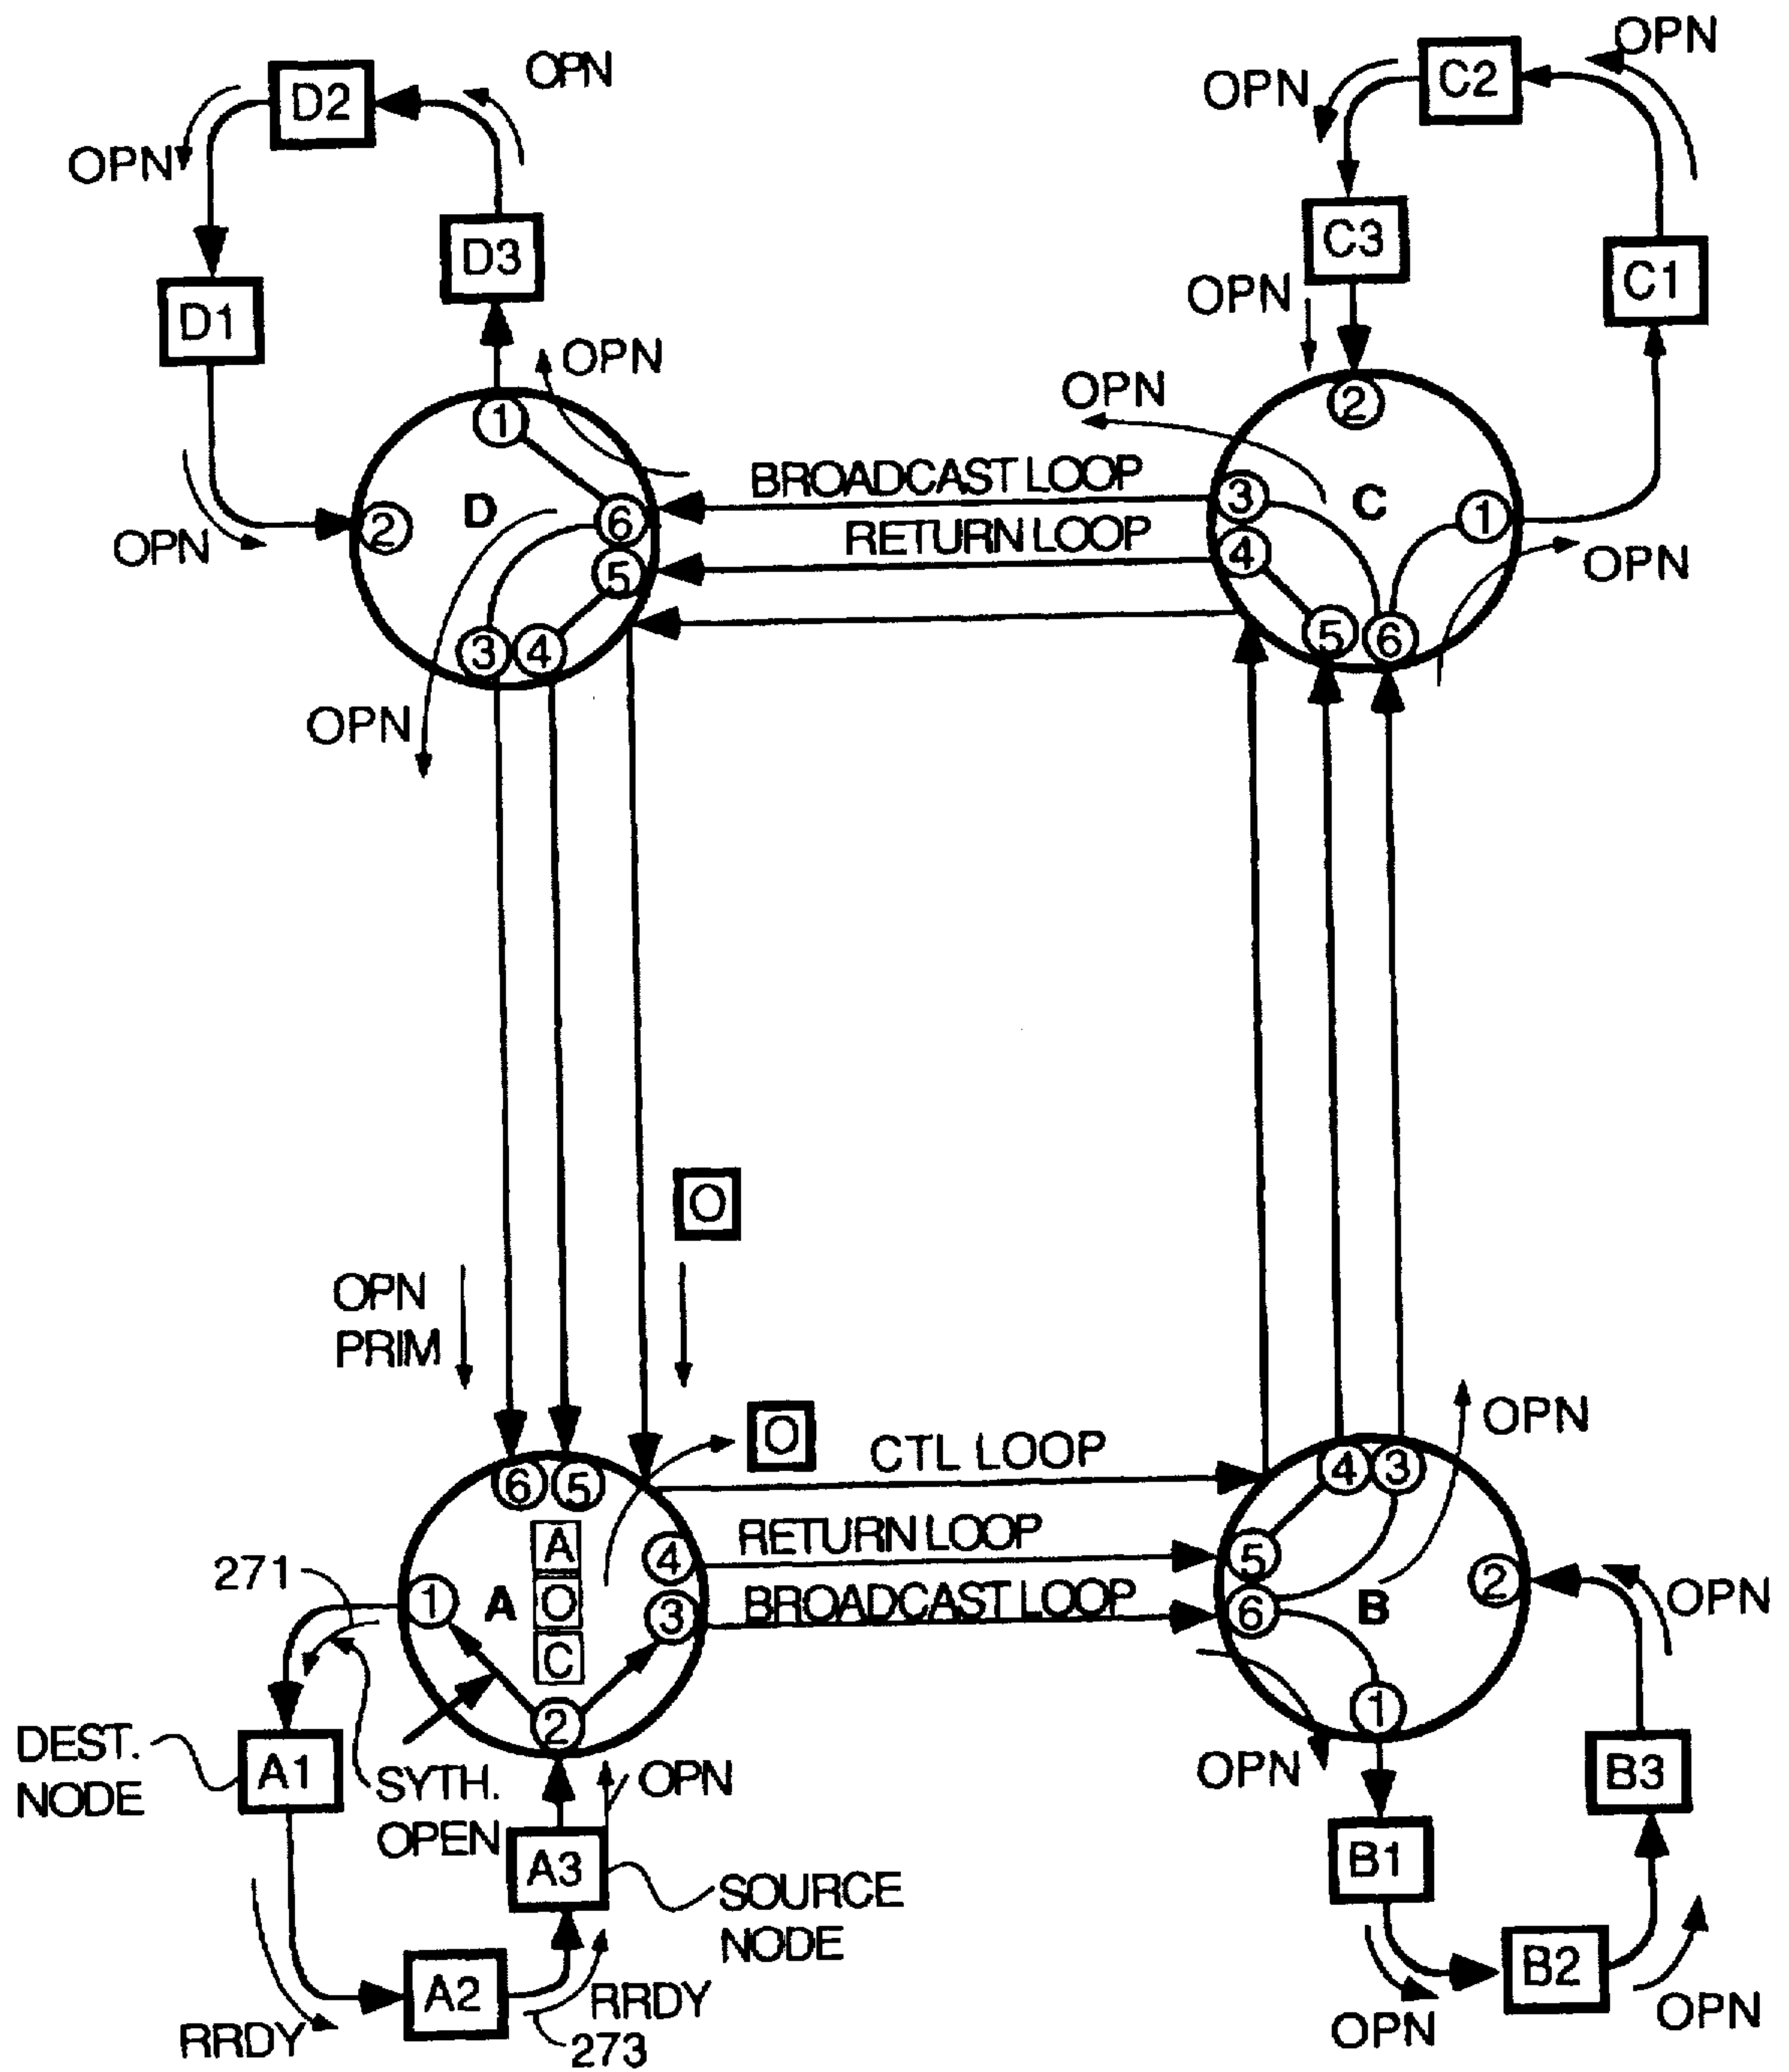 OPN
D2
OPN
D3
D1
OPN
OPN
1
D
2
6
5
3
4
OPN
OPN
C2
OPN
C3
C1
OPN
OPN
2
3
C
1
4
5
6
OPN
BROADCAST LOOP
RETURN LOOP
O
OPN
PRIM
O
CTL LOOP
RETURN LOOP
BROADCAST LOOP
6
5
A
O
C
A
1
4
3
2
271
DEST.
NODE
A1
SYTH.
OPEN
OPN
A3
SOURCE
NODE
A2
RRDY
RRDY
273
OPN
4
3
5
6
B
2
1
OPN
OPN
B3
B1
B2
OPN
OPN